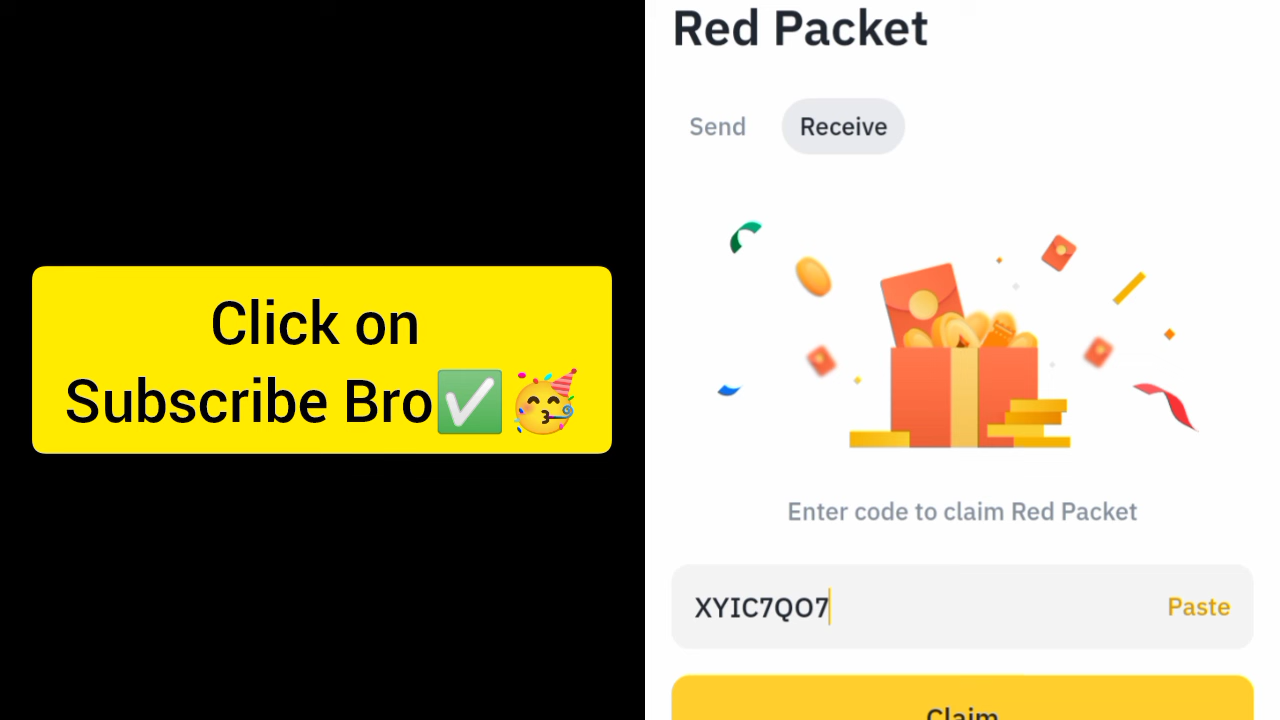 Click on
Subscribe Bro✅🥳
Red Packet
Send
Receive
Enter code to claim Red Packet
XYIC7QO7
Paste
Claim